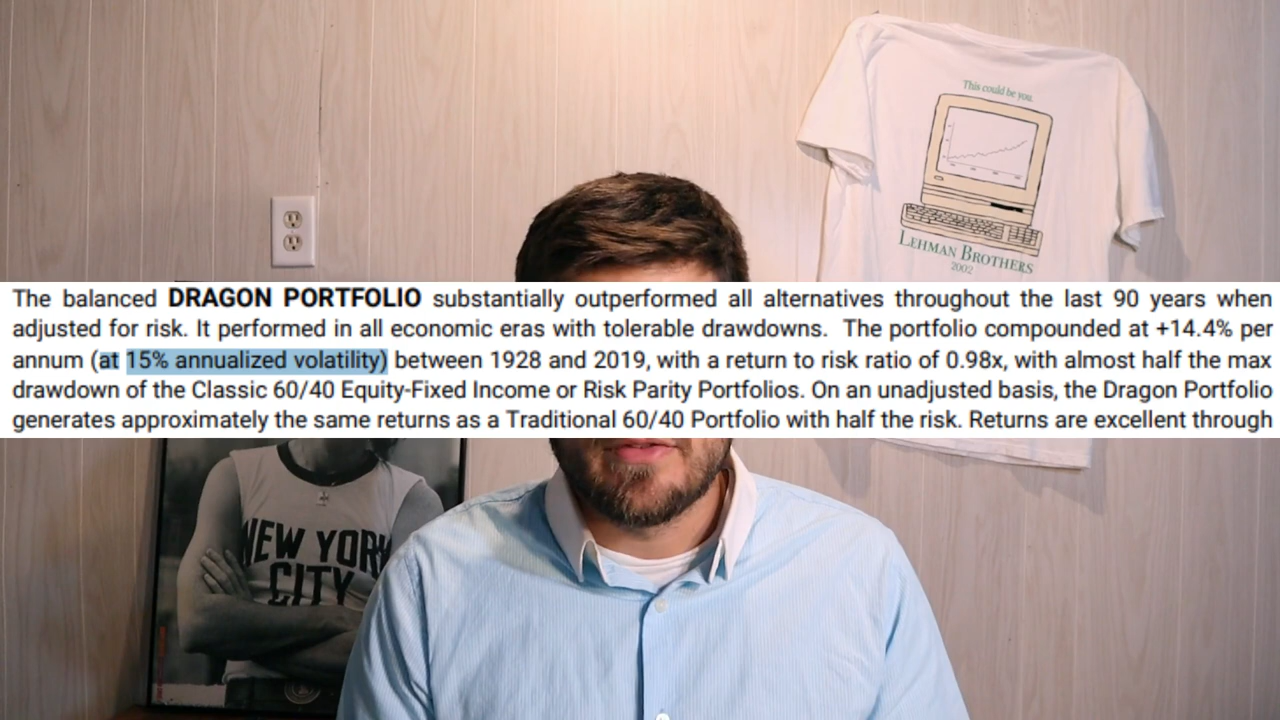 This could be you.
LEHMAN BROTHERS
2002
The balanced DRAGON PORTFOLIO substantially outperformed all alternatives throughout the last 90 years when
adjusted for risk. It performed in all economic eras with tolerable drawdowns. The portfolio compounded at +14.4% per
annum (at 15% annualized volatility) between 1928 and 2019, with a return to risk ratio of 0.98x, with almost half the max
drawdown of the Classic 60/40 Equity-Fixed Income or Risk Parity Portfolios. On an unadjusted basis, the Dragon Portfolio
generates approximately the same returns as a Traditional 60/40 Portfolio with half the risk. Returns are excellent through
NEW YORK
CITY